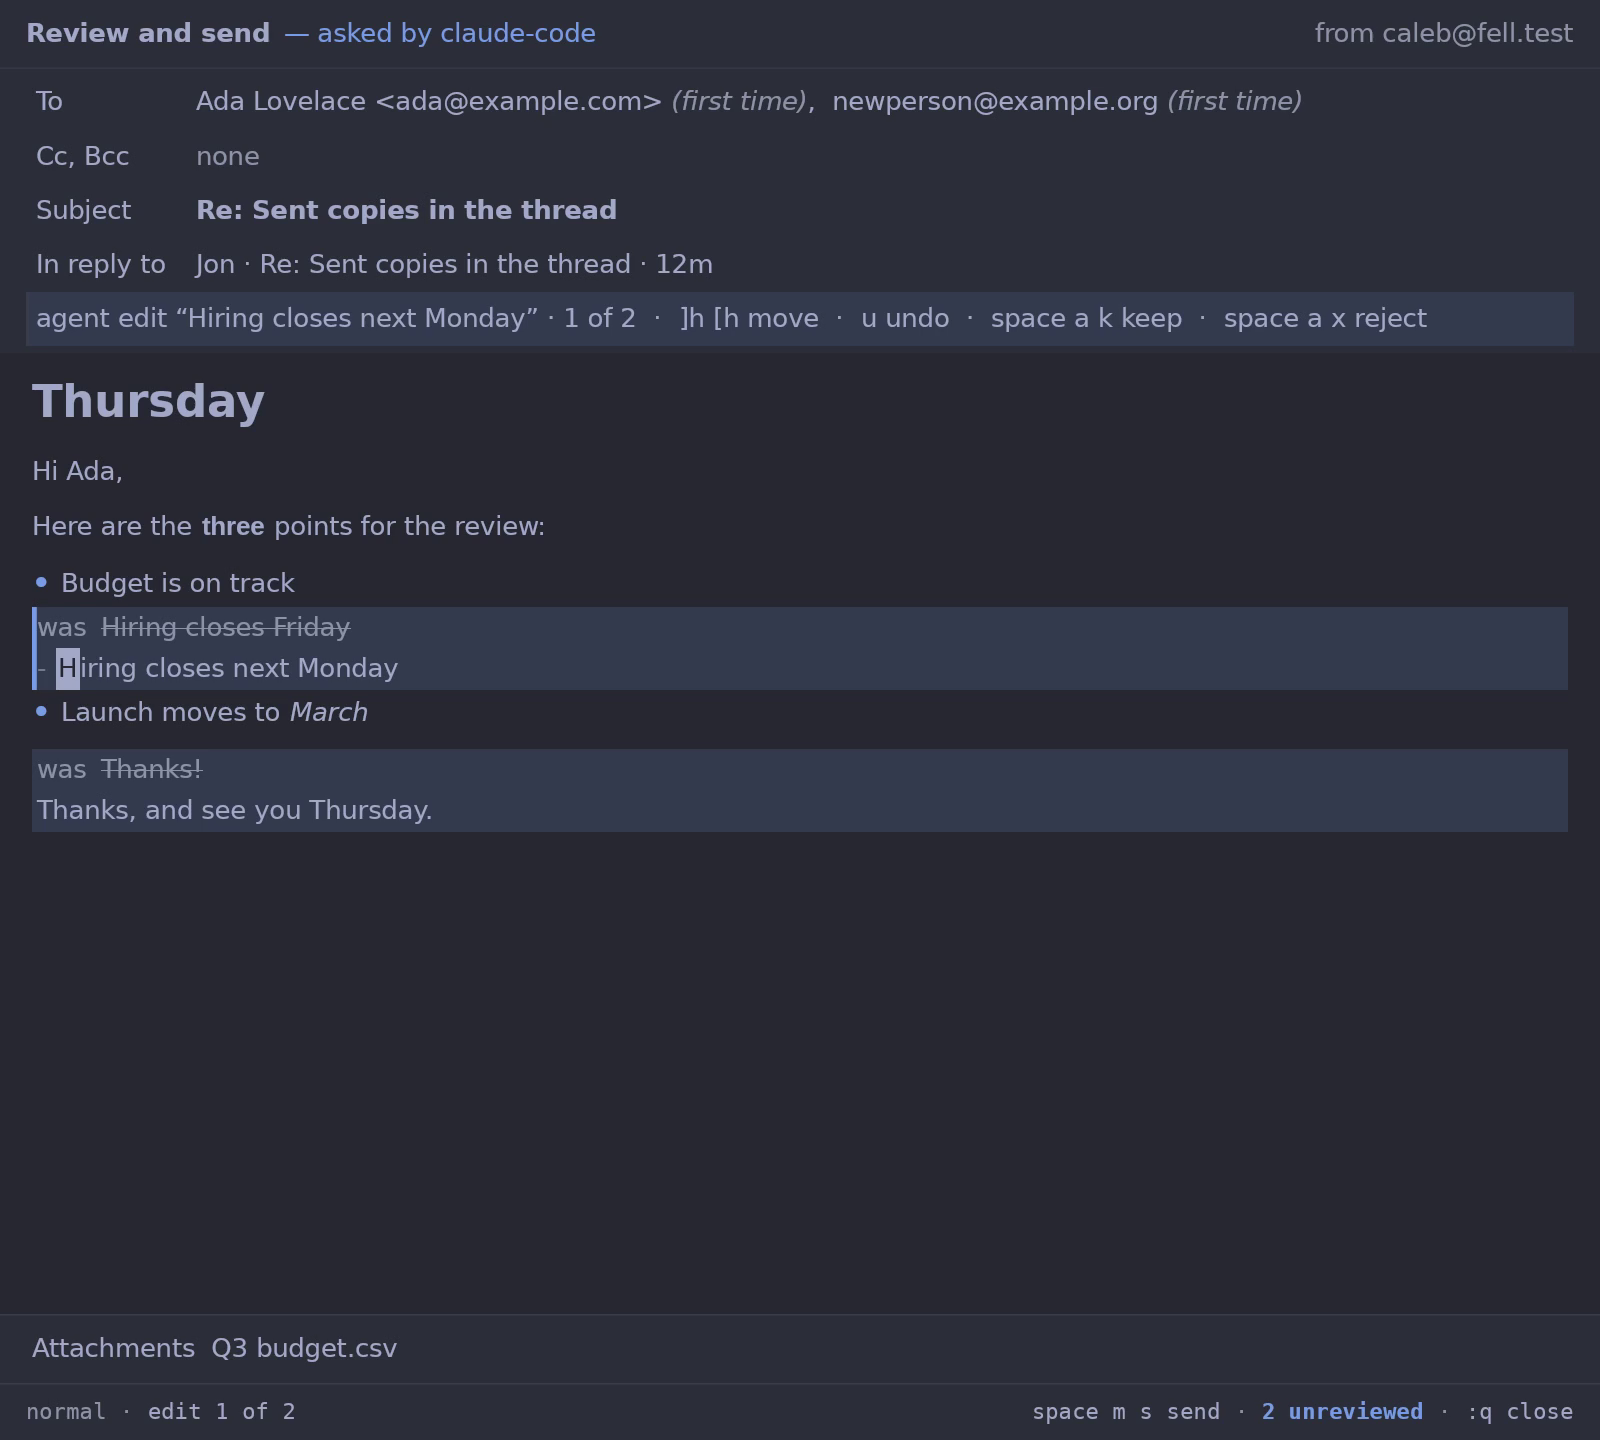 Review and send — asked by claude-code from caleb@fell.test
To Ada Lovelace <ada@example.com> (first time), newperson@example.org (first time)
Cc, Bcc none
Subject Re: Sent copies in the thread
In reply to Jon · Re: Sent copies in the thread · 12m
agent edit “Hiring closes next Monday” · 1 of 2 · ]h [h move · u undo · space a k keep · space a x reject
Thursday
Hi Ada,
Here are the three points for the review:
• Budget is on track
was Hiring closes Friday
- Hiring closes next Monday
• Launch moves to March
was Thanks!
Thanks, and see you Thursday.
Attachments Q3 budget.csv
normal · edit 1 of 2 space m s send · 2 unreviewed · :q close